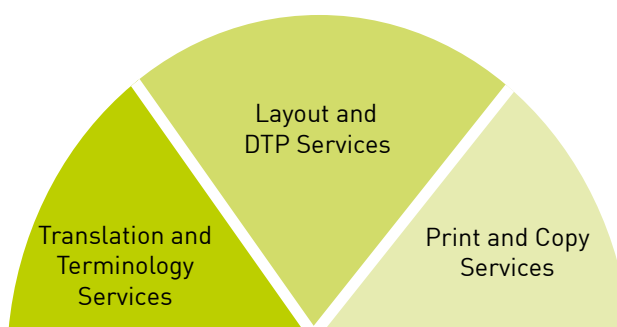 Layout and
DTP Services
Translation and
Terminology
Services
Print and Copy
Services